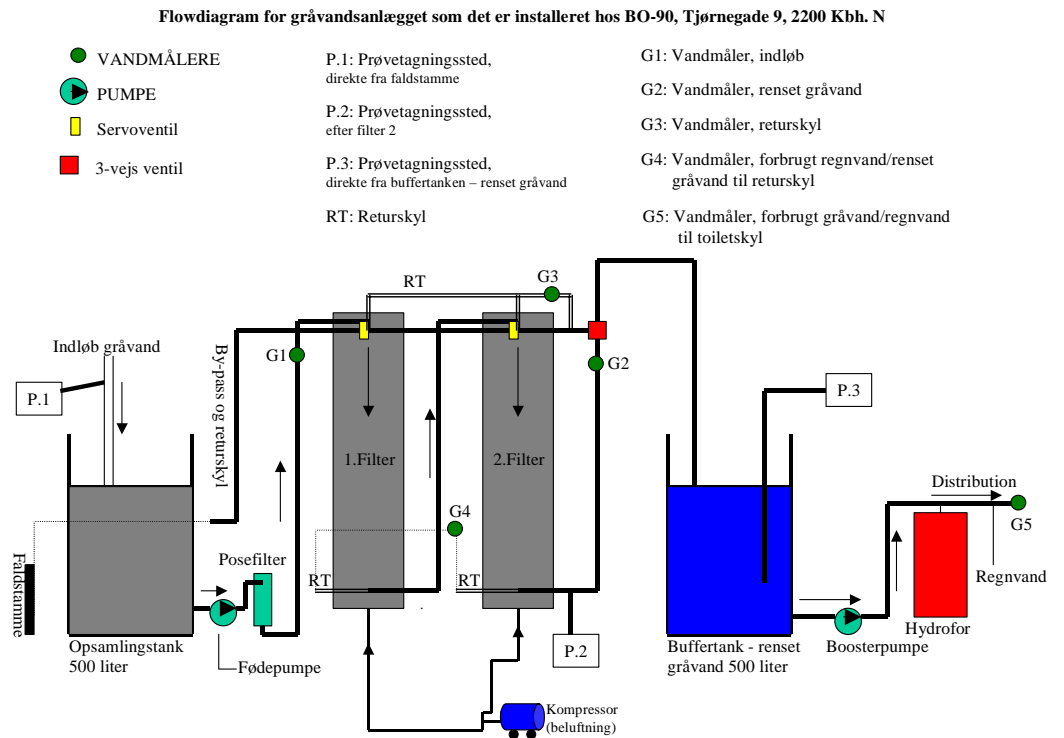 Flowdiagram for gråvandsanlægget som det er installeret hos BO-90, Tjørnegade 9, 2200 Kbh. N
VANDMÅLERE
PUMPE
Servoventil
3-vejs ventil
P.1: Prøvetagningssted,
direkte fra faldstamme
P.2: Prøvetagningssted,
efter filter 2
P.3: Prøvetagningssted,
direkte fra buffertanken – renset gråvand
RT: Returskyl
G1: Vandmåler, indløb
G2: Vandmåler, renset gråvand
G3: Vandmåler, returskyl
G4: Vandmåler, forbrugt regnvand/renset
gråvand til returskyl
G5: Vandmåler, forbrugt gråvand/regnvand
til toiletskyl
RT
G3
Indløb gråvand
By-pass og returskyl
G1
G2
P.1
P.3
1.Filter
2.Filter
G4
Distribution
G5
Faldstamme
Posefilter
RT
RT
Regnvand
Opsamlingstank
500 liter
Fødepumpe
P.2
Buffertank - renset
gråvand 500 liter
Boosterpumpe
Hydrofor
Kompressor
(beluftning)